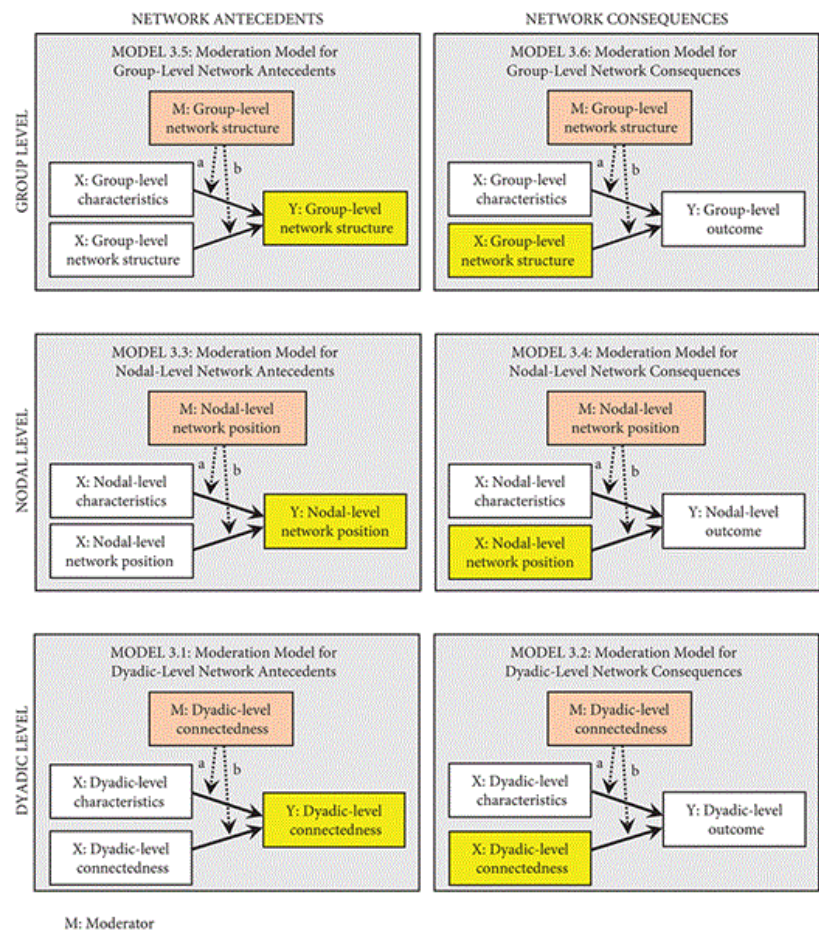 NETWORK ANTECEDENTS
NETWORK CONSEQUENCES
GROUP LEVEL
MODEL 3.5: Moderation Model for
Group-Level Network Antecedents
M: Group-level
network structure
a
b
X: Group-level
characteristics
Y: Group-level
network structure
X: Group-level
network structure
MODEL 3.6: Moderation Model for
Group-Level Network Consequences
M: Group-level
network structure
a
b
X: Group-level
characteristics
Y: Group-level
outcome
X: Group-level
network structure
NODAL LEVEL
MODEL 3.3: Moderation Model for
Nodal-Level Network Antecedents
M: Nodal-level
network position
a
b
X: Nodal-level
characteristics
Y: Nodal-level
network position
X: Nodal-level
network position
MODEL 3.4: Moderation Model for
Nodal-Level Network Consequences
M: Nodal-level
network position
a
b
X: Nodal-level
characteristics
Y: Nodal-level
outcome
X: Nodal-level
network position
DYADIC LEVEL
MODEL 3.1: Moderation Model for
Dyadic-Level Network Antecedents
M: Dyadic-level
connectedness
a
b
X: Dyadic-level
characteristics
Y: Dyadic-level
connectedness
X: Dyadic-level
connectedness
MODEL 3.2: Moderation Model for
Dyadic-Level Network Consequences
M: Dyadic-level
connectedness
a
b
X: Dyadic-level
characteristics
Y: Dyadic-level
outcome
X: Dyadic-level
connectedness
M: Moderator